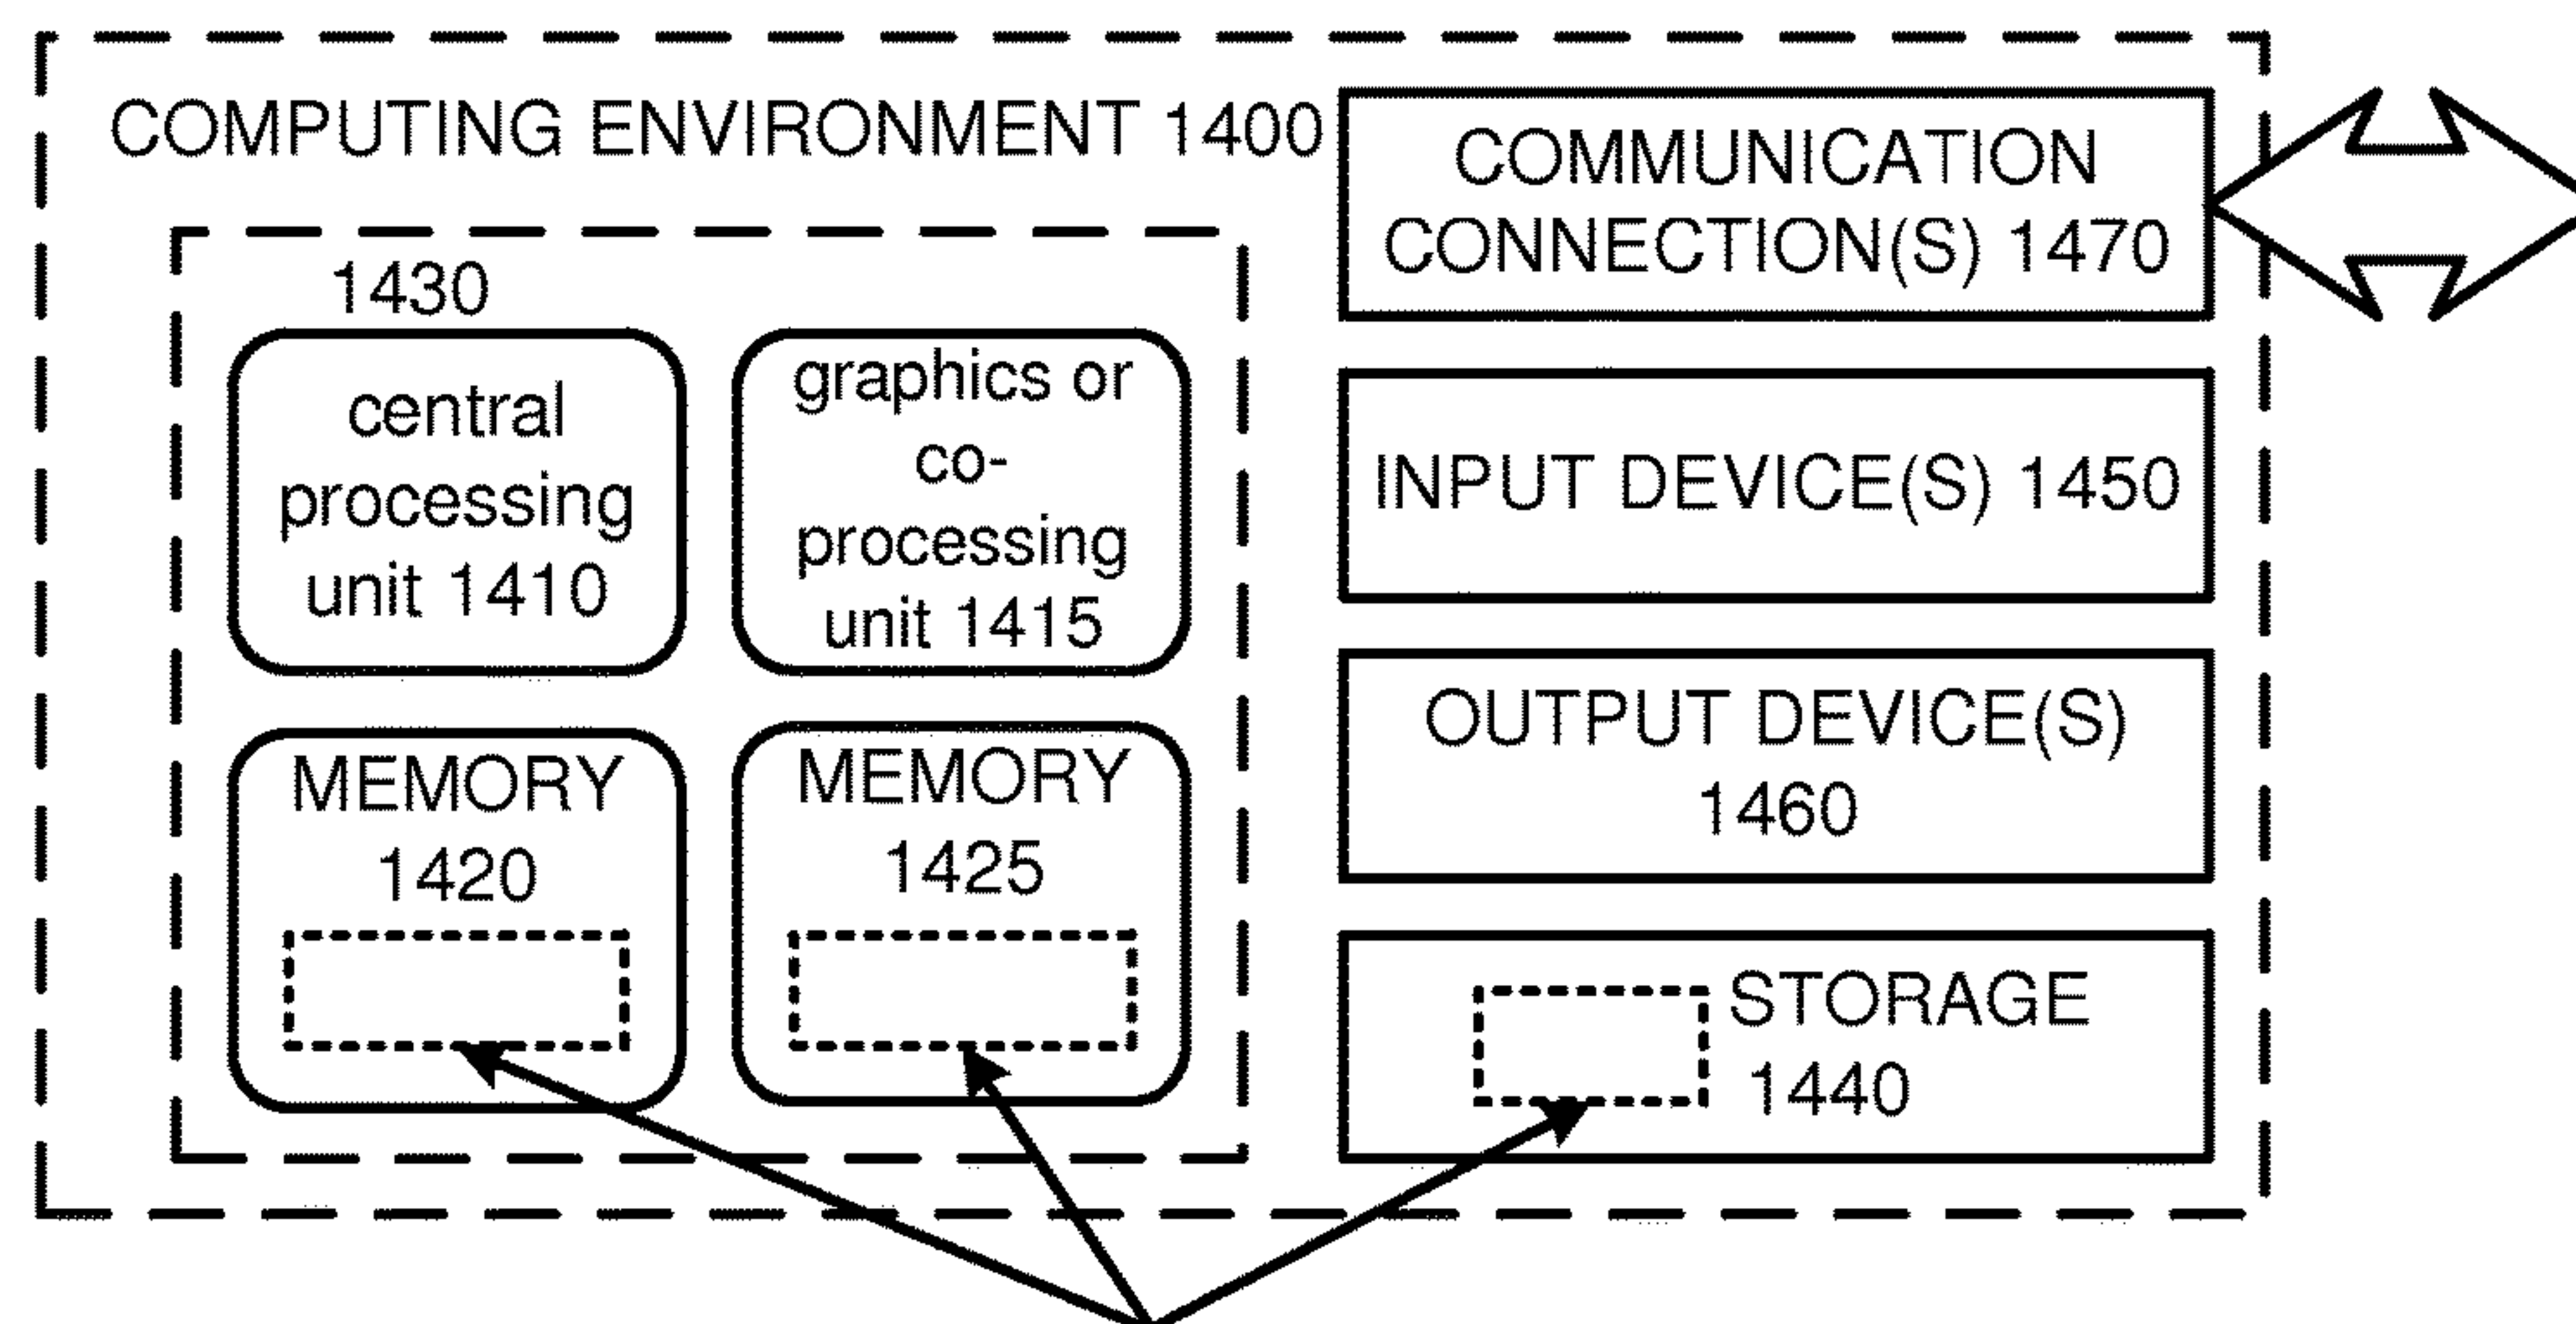 COMPUTING ENVIRONMENT 1400
1430
central
processing
unit 1410
graphics or
co-
processing
unit 1415
MEMORY
1420
MEMORY
1425
COMMUNICATION
CONNECTION(S) 1470
INPUT DEVICE(S) 1450
OUTPUT DEVICE(S)
1460
STORAGE
1440